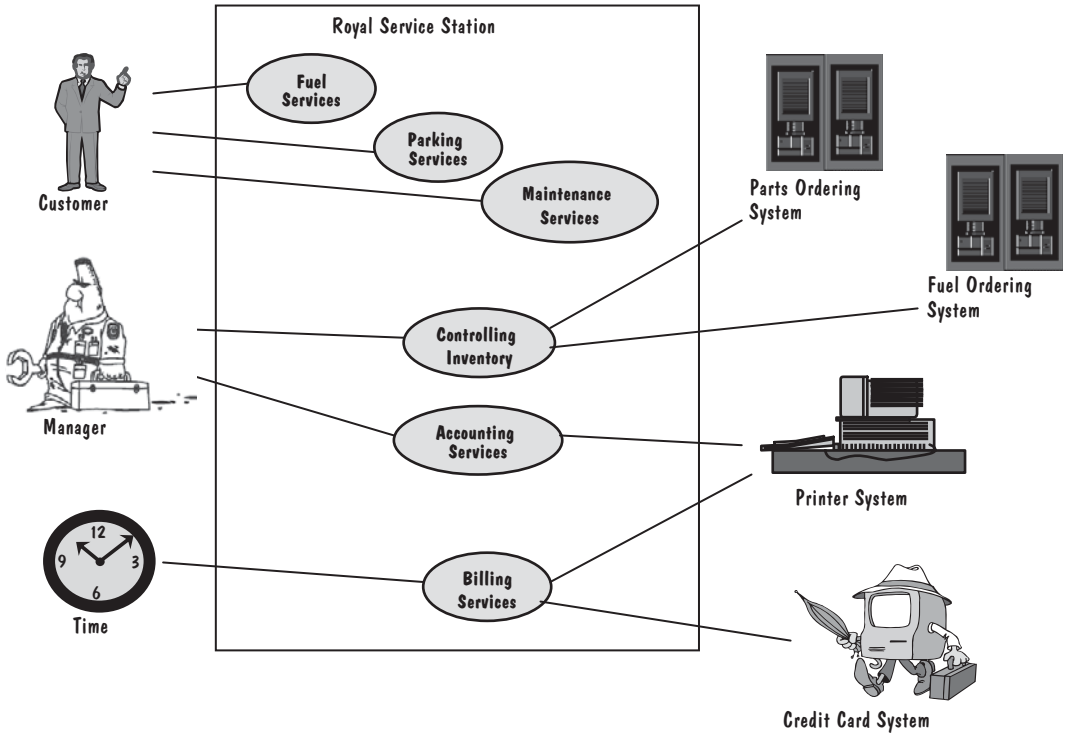 Royal Service Station
Fuel
Services
Parking
Services
Maintenance
Services
Customer
Parts Ordering
System
Fuel Ordering
System
Controlling
Inventory
Manager
Accounting
Services
Printer System
12
9
3
6
Time
Billing
Services
Credit Card System